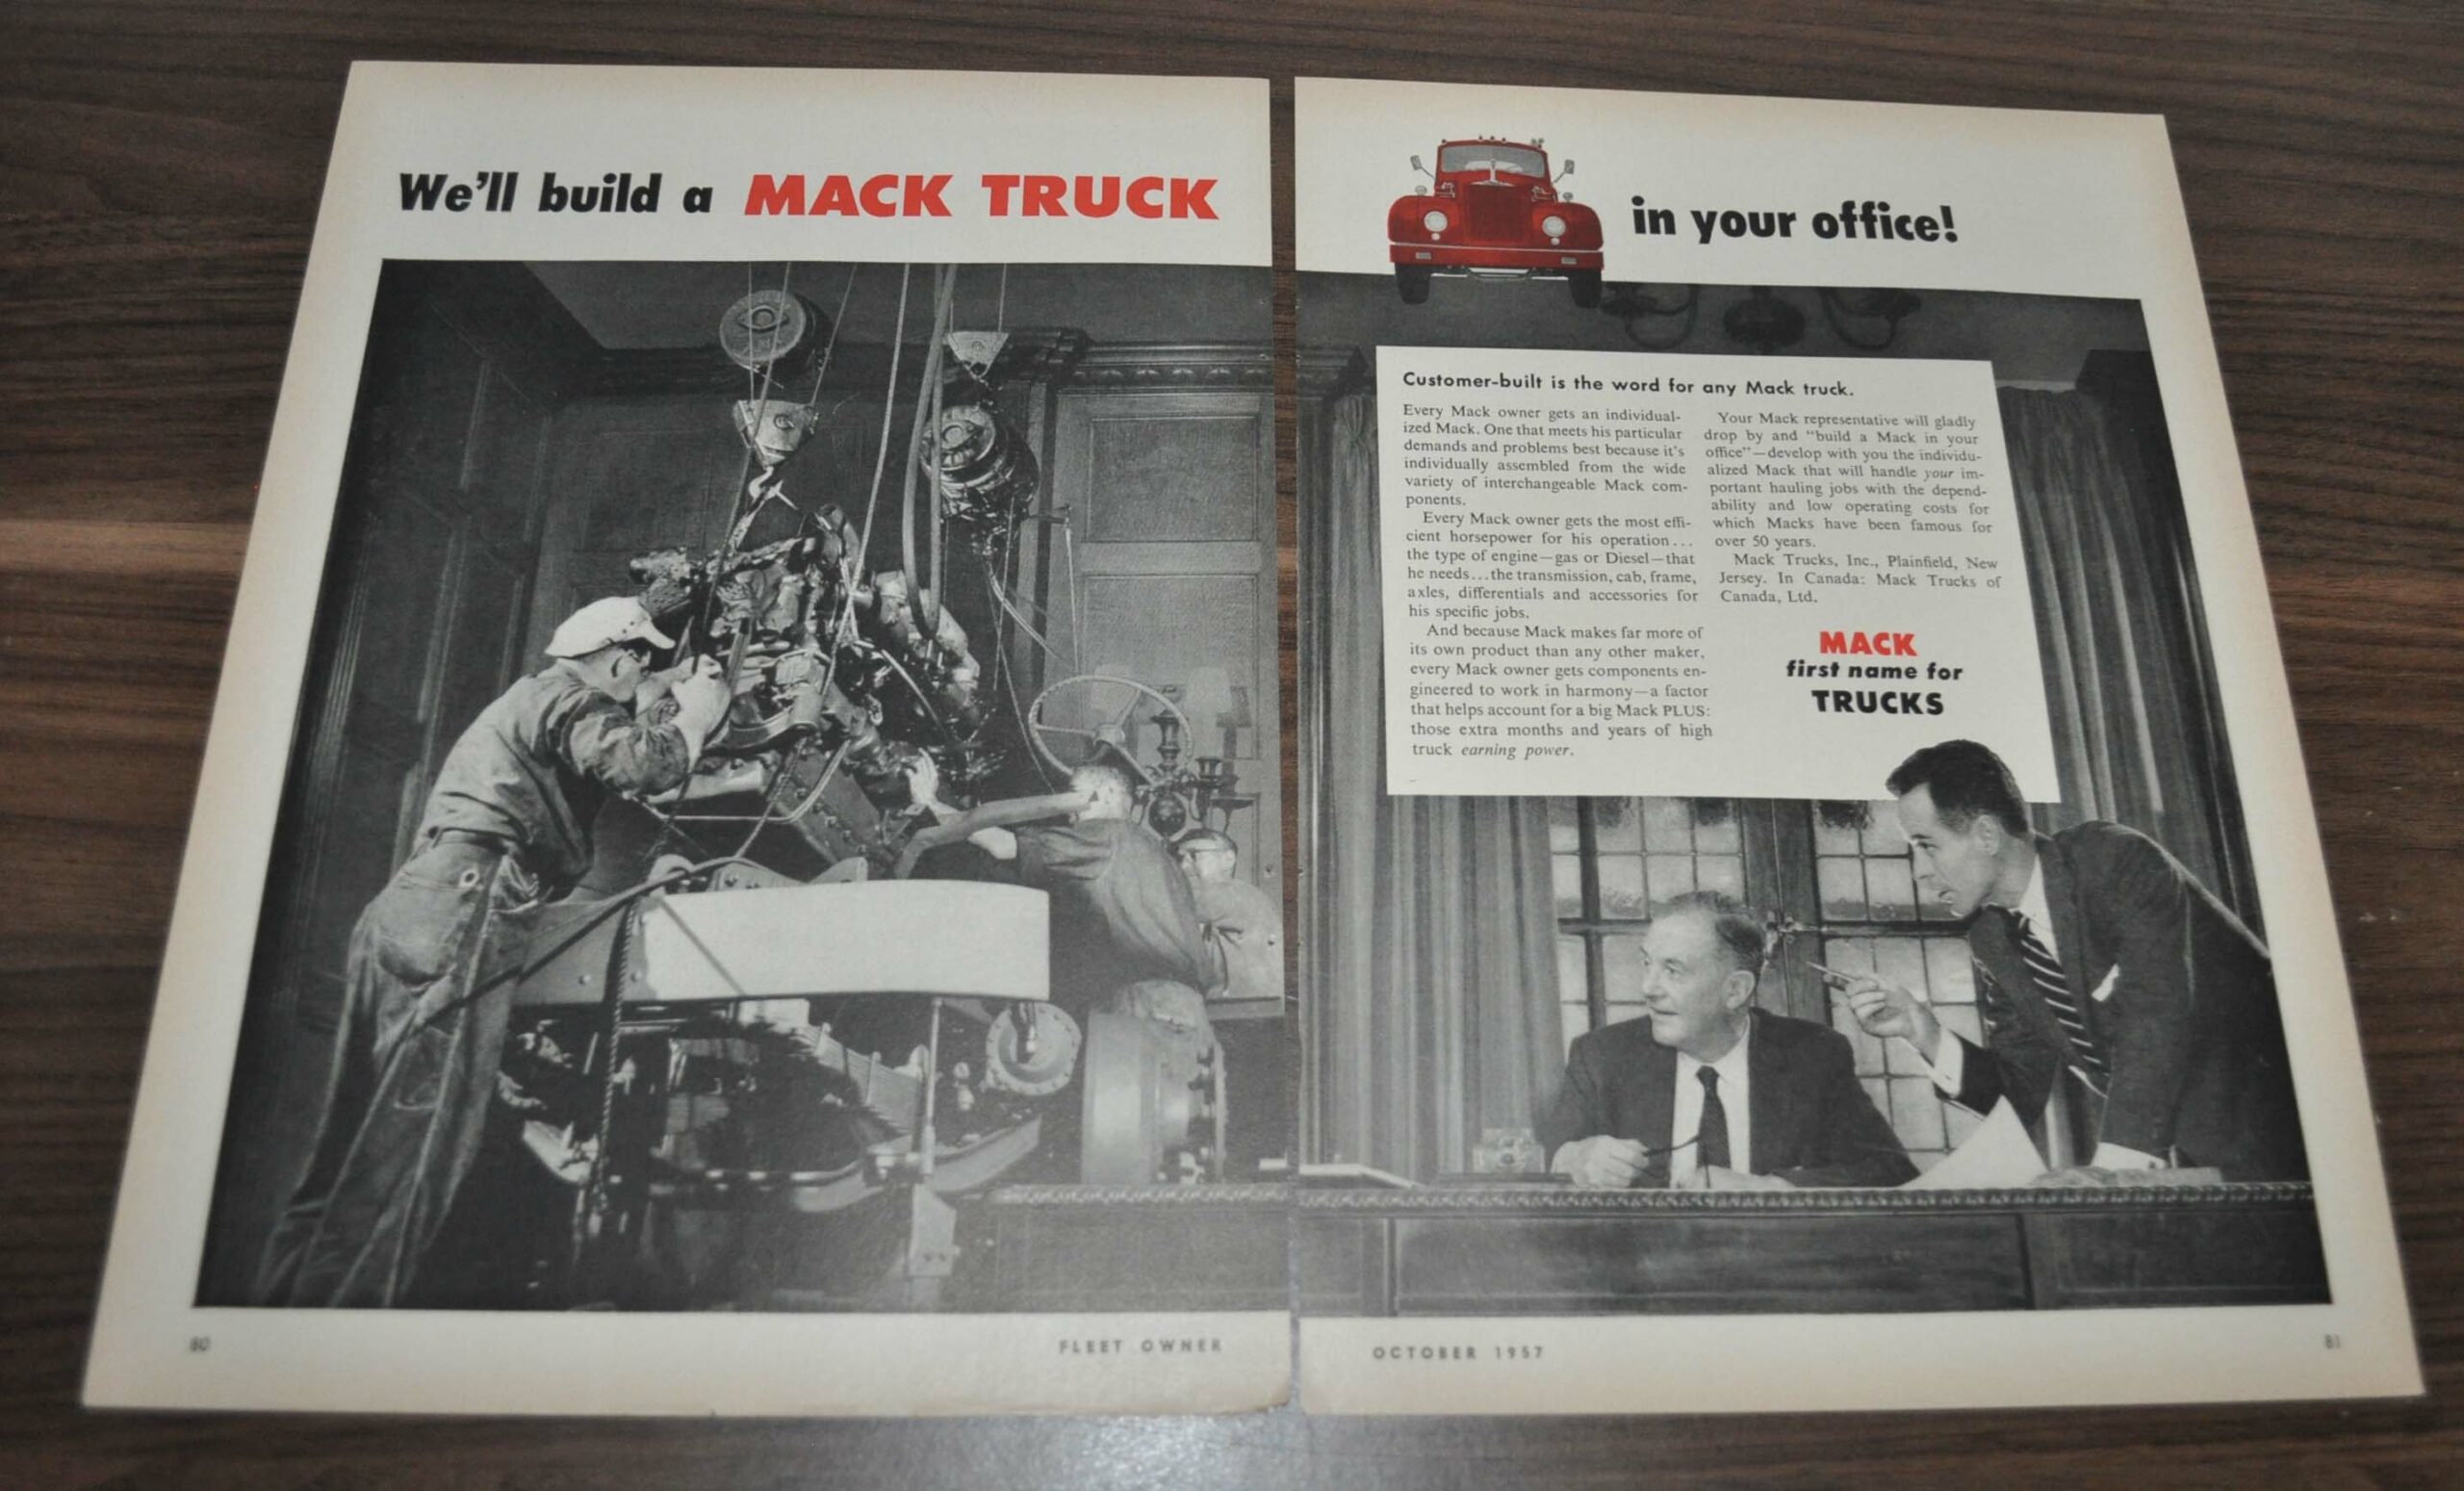 We'll build a MACK TRUCK
in your office!
Customer-built is the word for any Mack truck.
Every Mack owner gets an individual-
ized Mack. One that meets his particular
demands and problems best because it's
individually assembled from the wide
variety of interchangeable Mack com-
ponents.
Every Mack owner gets the most effi-
cient horsepower for his operation...
the type of engine—gas or Diesel—that
he needs...the transmission, cab, frame,
axles, differentials and accessories for
his specific jobs.
And because Mack makes far more of
its own product than any other maker,
every Mack owner gets components en-
gineered to work in harmony—a factor
that helps account for a big Mack PLUS:
those extra months and years of high
truck earning power.
Your Mack representative will gladly
drop by and "build a Mack in your
office"—develop with you the individu-
alized Mack that will handle your im-
portant hauling jobs with the depend-
ability and low operating costs for
which Macks have been famous for
over 50 years.
Mack Trucks, Inc., Plainfield, New
Jersey. In Canada: Mack Trucks of
Canada, Ltd.
MACK
first name for
TRUCKS
80
FLEET OWNER
OCTOBER 1957
81